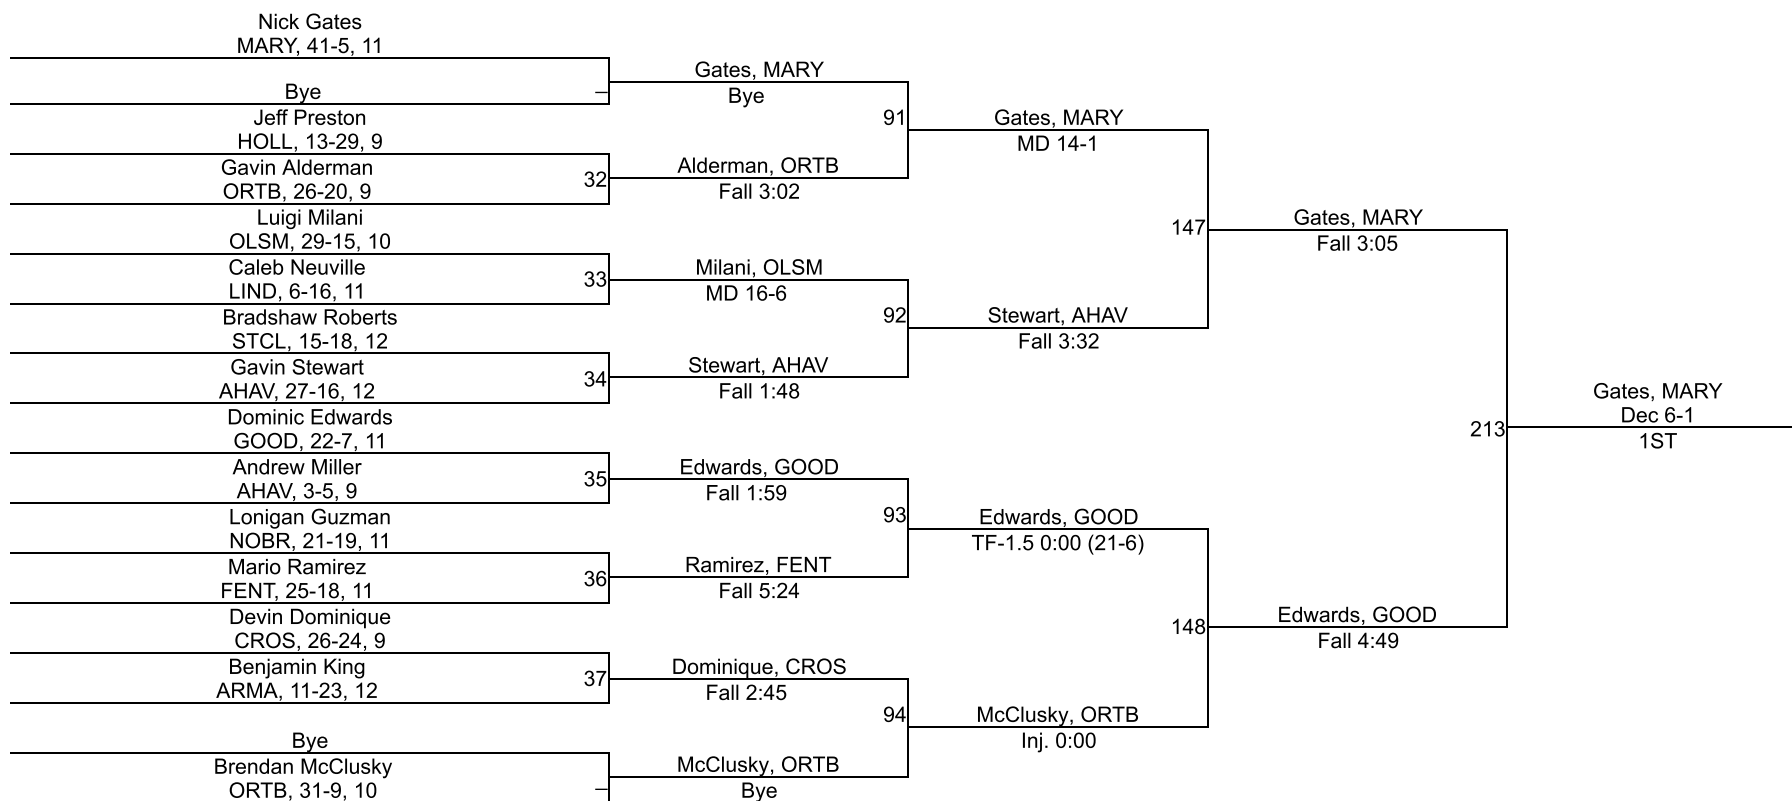 Nick Gates
MARY, 41-5, 11
Bye
Jeff Preston
HOLL, 13-29, 9
Gavin Alderman
ORTB, 26-20, 9
Luigi Milani
OLSM, 29-15, 10
Caleb Neuville
LIND, 6-16, 11
Bradshaw Roberts
STCL, 15-18, 12
Gavin Stewart
AHAV, 27-16, 12
Dominic Edwards
GOOD, 22-7, 11
Andrew Miller
AHAV, 3-5, 9
Lonigan Guzman
NOBR, 21-19, 11
Mario Ramirez
FENT, 25-18, 11
Devin Dominique
CROS, 26-24, 9
Benjamin King
ARMA, 11-23, 12
Bye
Brendan McClusky
ORTB, 31-9, 10
–
32
33
34
35
36
37
–
Gates, MARY
Bye
Alderman, ORTB
Fall 3:02
Milani, OLSM
MD 16-6
Stewart, AHAV
Fall 1:48
Edwards, GOOD
Fall 1:59
Ramirez, FENT
Fall 5:24
Dominique, CROS
Fall 2:45
McClusky, ORTB
Bye
91
92
93
94
Gates, MARY
MD 14-1
Stewart, AHAV
Fall 3:32
Edwards, GOOD
TF-1.5 0:00 (21-6)
McClusky, ORTB
Inj. 0:00
147
148
Gates, MARY
Fall 3:05
Edwards, GOOD
Fall 4:49
213
Gates, MARY
Dec 6-1
1ST